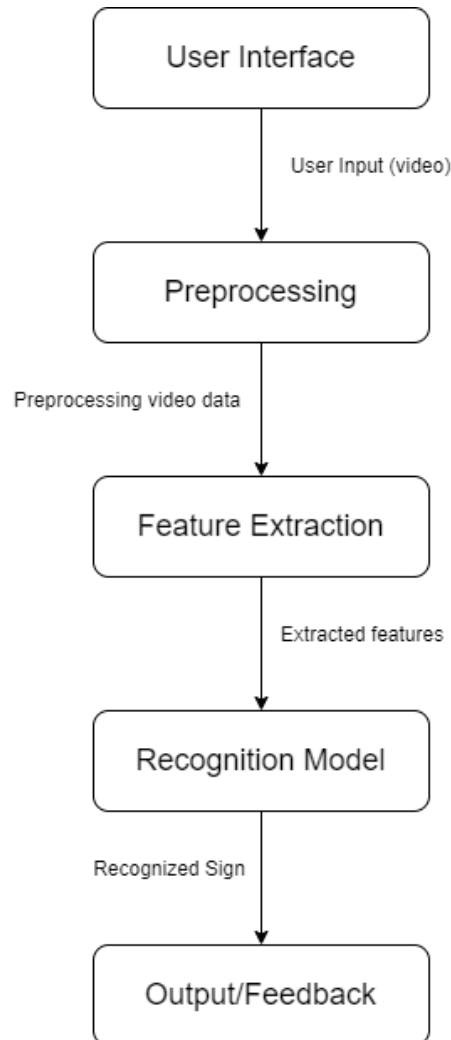 User Interface
User Input (video)
Preprocessing
Preprocessing video data
Feature Extraction
Extracted features
Recognition Model
Recognized Sign
Output/Feedback